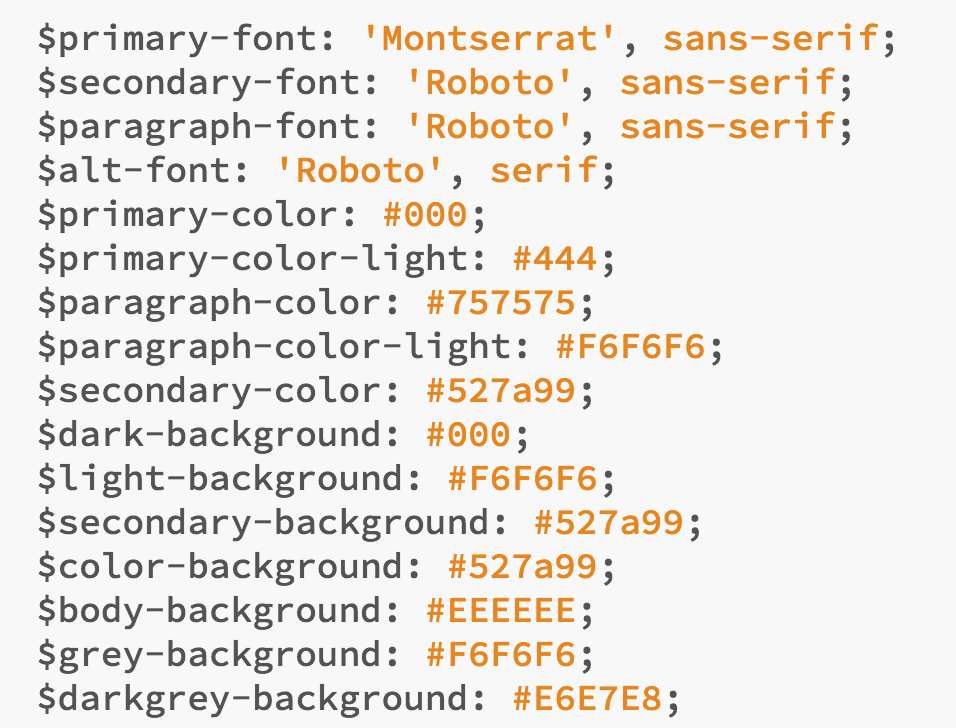 $primary-font: 'Montserrat', sans-serif;
$secondary-font: 'Roboto', sans-serif;
$paragraph-font: 'Roboto', sans-serif;
$alt-font: 'Roboto', serif;
$primary-color: #000;
$primary-color-light: #444;
$paragraph-color: #757575;
$paragraph-color-light: #F6F6F6;
$secondary-color: #527a99;
$dark-background: #000;
$light-background: #F6F6F6;
$secondary-background: #527a99;
$color-background: #527a99;
$body-background: #EEEEEE;
$grey-background: #F6F6F6;
$darkgrey-background: #E6E7E8;